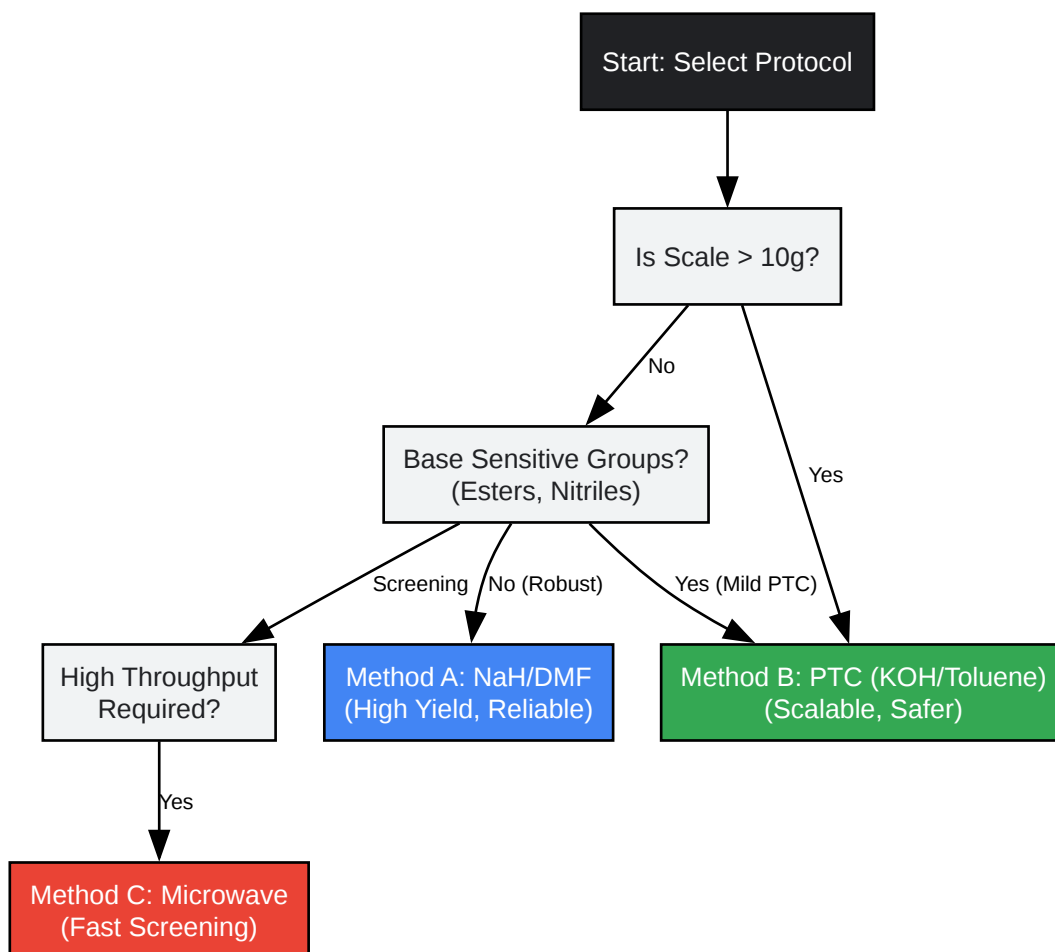 Start: Select Protocol
Is Scale > 10g?
No
Yes
Base Sensitive Groups?
(Esters, Nitriles)
Screening
No (Robust)
Yes (Mild PTC)
High Throughput
Required?
Method A: NaH/DMF
(High Yield, Reliable)
Method B: PTC (KOH/Toluene)
(Scalable, Safer)
Yes
Method C: Microwave
(Fast Screening)